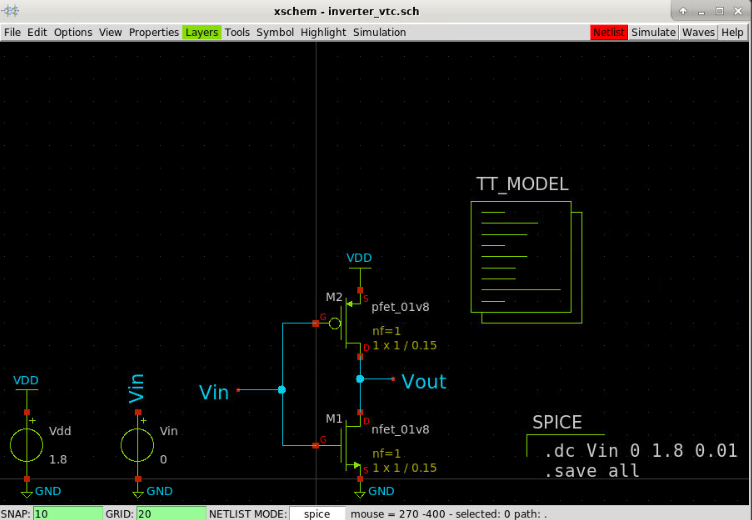 xschem - inverter_vtc.sch
File Edit Options View Properties Layers Tools Symbol Highlight Simulation Netlist Simulate Waves Help
TT_MODEL
VDD
S
M2
pfet_01v8
G
nf=1
1 x 1 / 0.15
D
VDD
Vin
Vin
Vout
+
Vdd
1.8
+
Vin
0
M1
D
nfet_01v8
G
nf=1
1 x 1 / 0.15
S
SPICE
.dc Vin 0 1.8 0.01
.save all
GND
GND
GND
SNAP: 10 GRID: 20 NETLIST MODE: spice mouse = 270 -400 - selected: 0 path: .